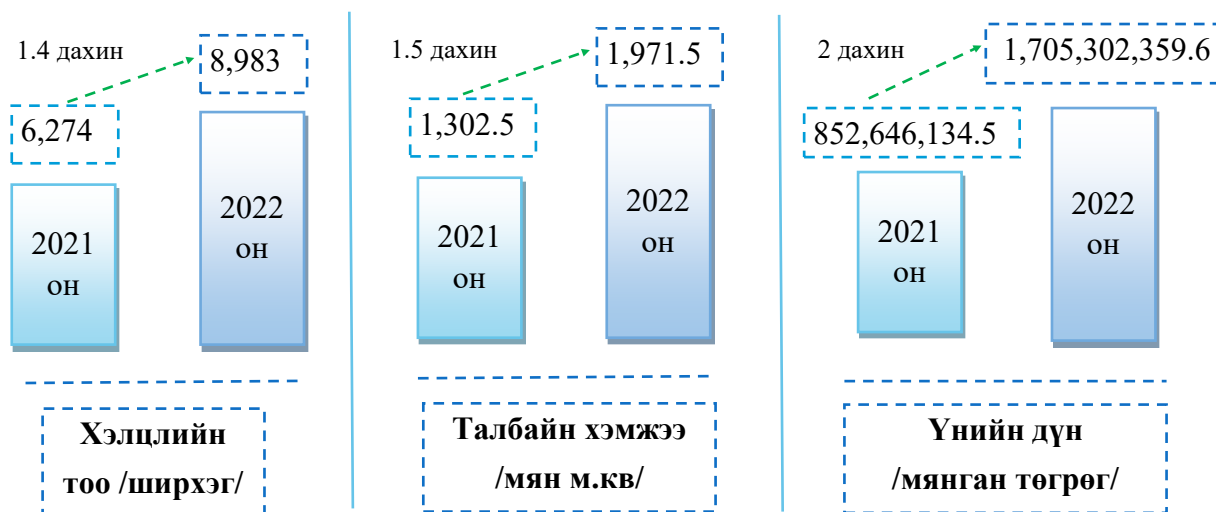 1.4 дахин
8,983
6,274
2021
он
2022
он
Хэлцлийн
тоо /ширхэг/
1.5 дахин
1,971.5
1,302.5
2021
он
2022
он
Талбайн хэмжээ
/мян м.кв/
2 дахин
1,705,302,359.6
852,646,134.5
2021
он
2022
он
Үнийн дүн
/мянган төгрөг/